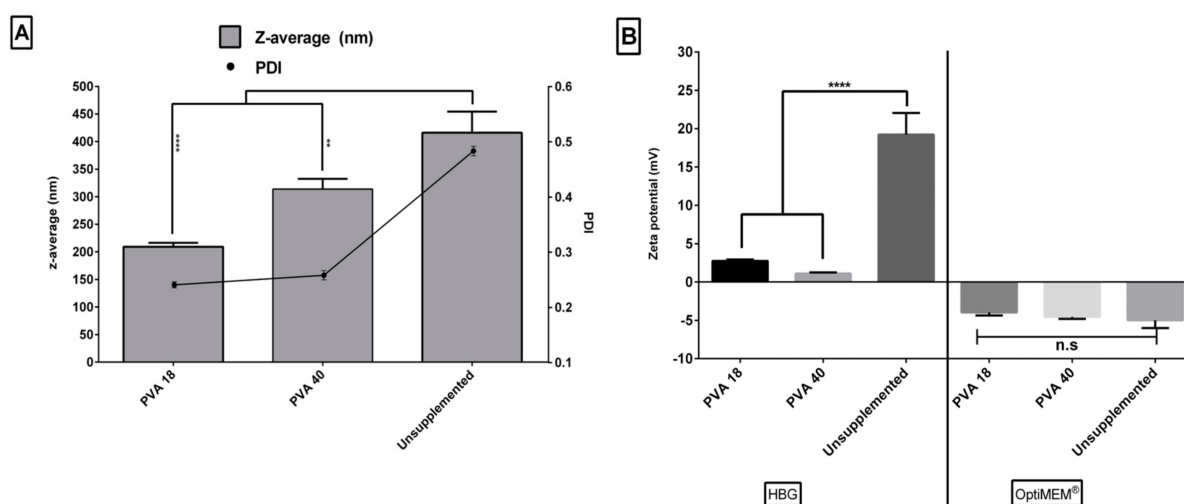 A
Z-average (nm)
PDI
z-average (nm)
500
450
400
350
300
250
200
150
100
50
0
0.6
0.5
0.4
0.3
0.2
0.1
PDI
****
**
PVA 18
PVA 40
Unsupplemented
B
Zeta potential (mV)
30
25
20
15
10
5
0
-5
-10
****
n.s
PVA 18
PVA 40
Unsupplemented
PVA 18
PVA 40
Unsupplemented
HBG
OptiMEM®